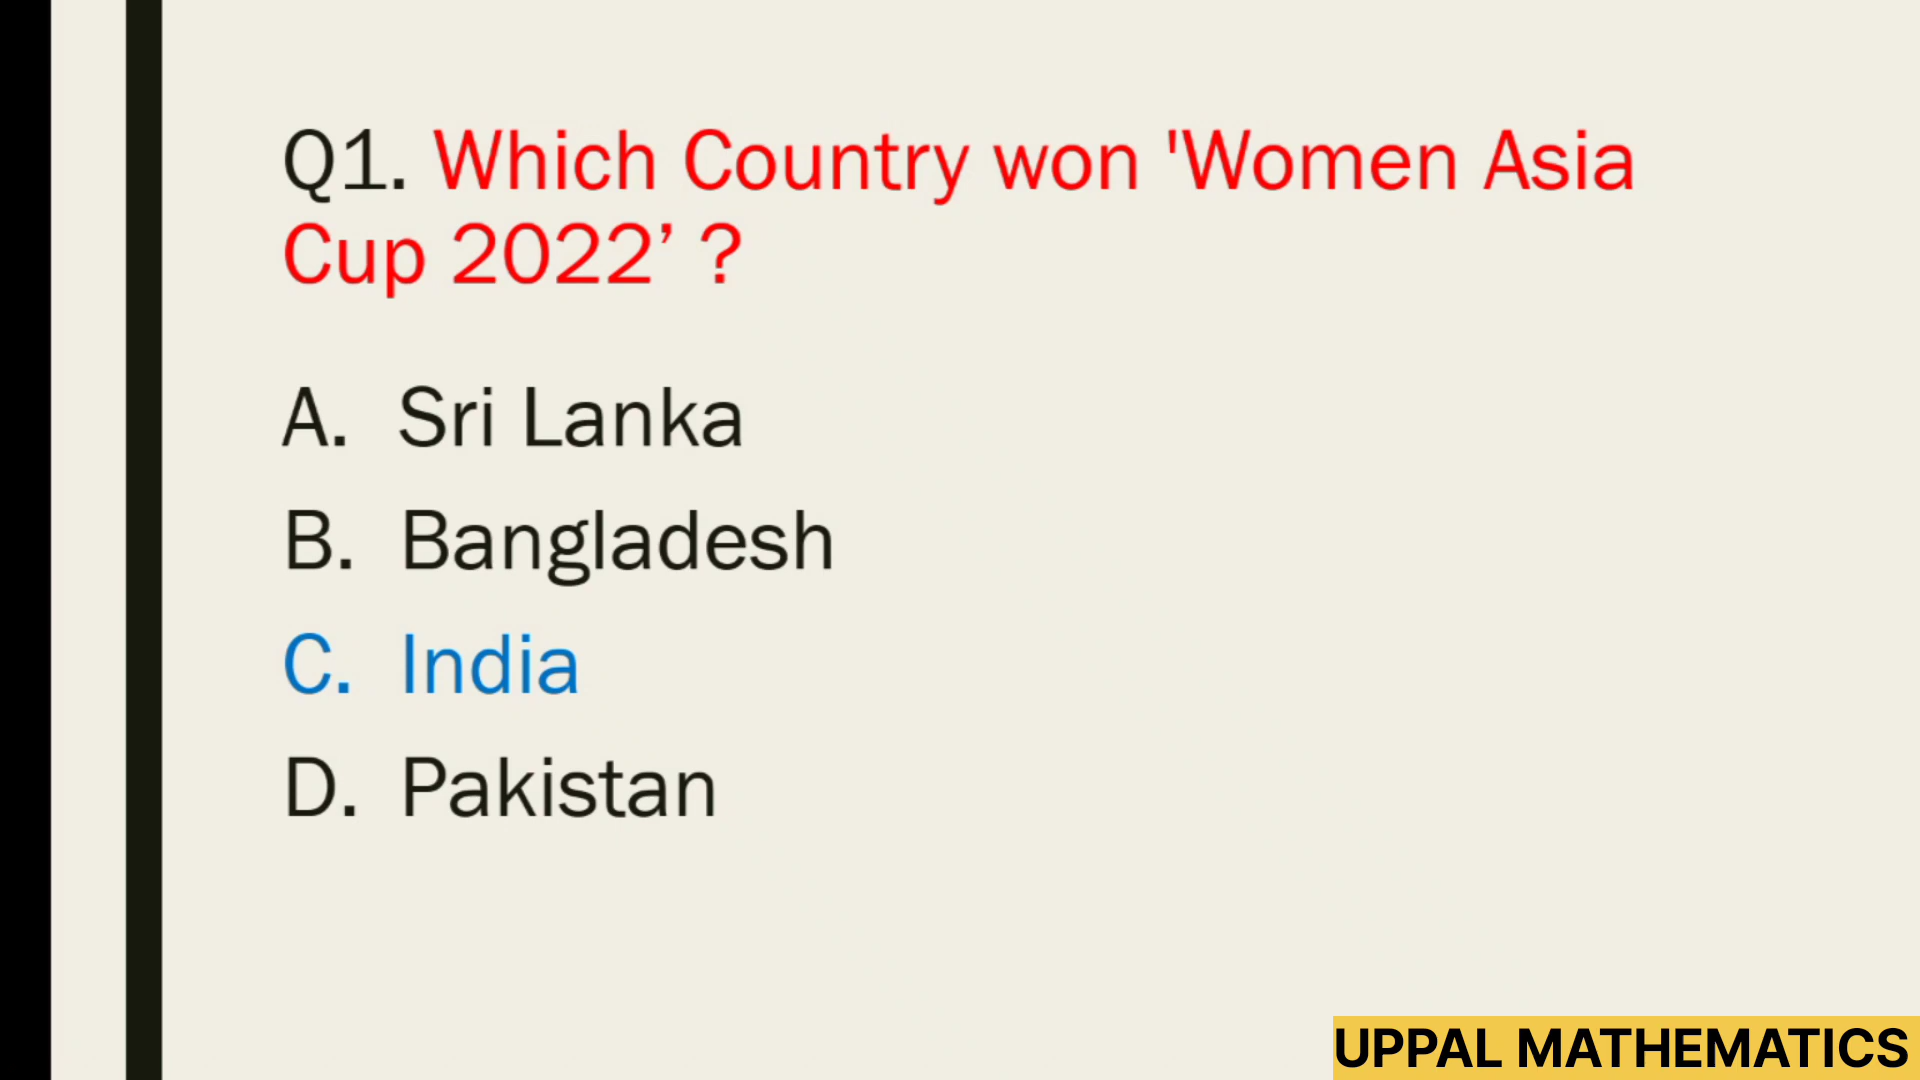 Q1. Which Country won 'Women Asia
Cup 2022’ ?
A. Sri Lanka
B. Bangladesh
C. India
D. Pakistan
UPPAL MATHEMATICS